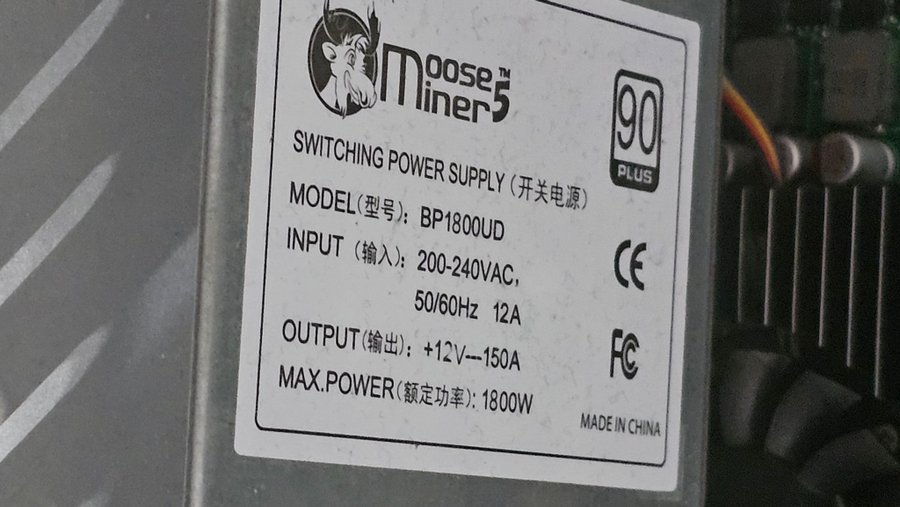 Moose™
Miner5
90
PLUS
SWITCHING POWER SUPPLY (开关电源)
MODEL(型号): BP1800UD
INPUT (输入): 200-240VAC,
50/60Hz 12A
CE
OUTPUT(输出): +12V---150A
FC
MAX.POWER(额定功率): 1800W
MADE IN CHINA